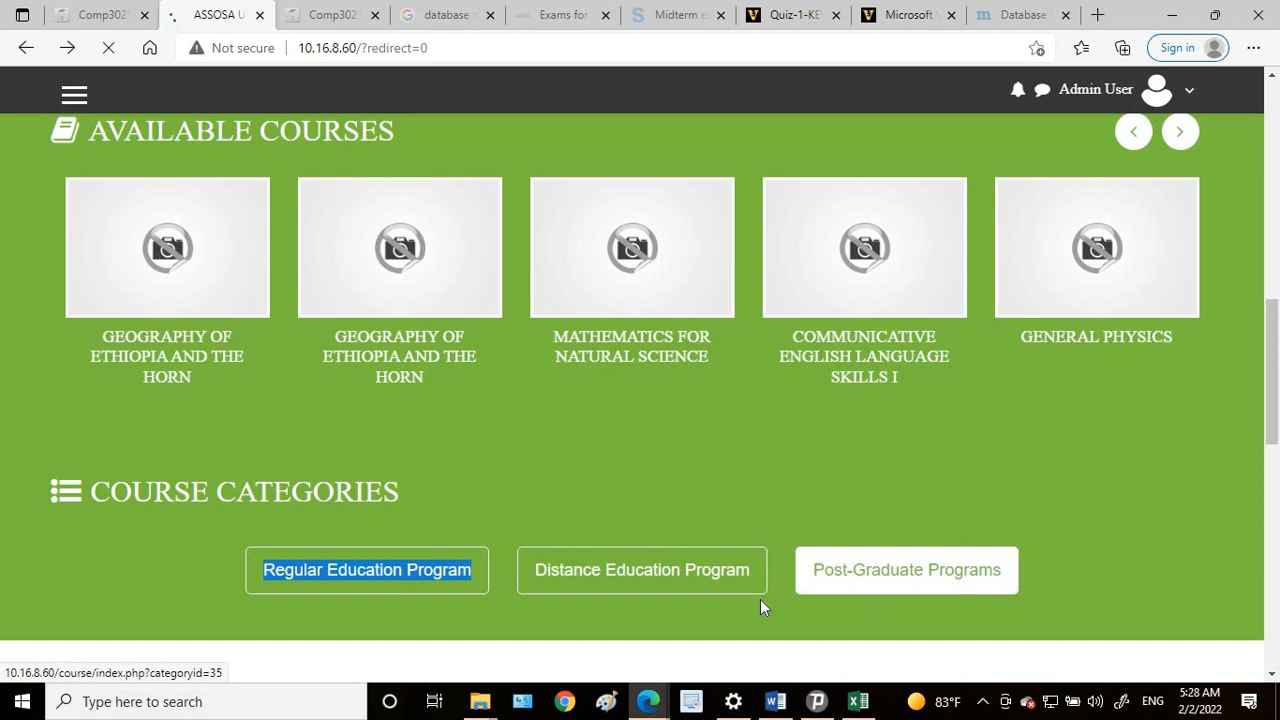 Comp302
ASSOSA U
Comp302
database n
Exams for
Midterm e
Quiz-1-KE
Microsoft V
Database
Not secure
10.16.8.60/?redirect=0
Sign in
Admin User
AVAILABLE COURSES
GEOGRAPHY OF
ETHIOPIA AND THE
HORN
GEOGRAPHY OF
ETHIOPIA AND THE
HORN
MATHEMATICS FOR
NATURAL SCIENCE
COMMUNICATIVE
ENGLISH LANGUAGE
SKILLS I
GENERAL PHYSICS
COURSE CATEGORIES
Regular Education Program
Distance Education Program
Post-Graduate Programs
10.16.8.60/course/index.php?categoryid=35
Type here to search
83°F
ENG
5:28 AM
2/2/2022